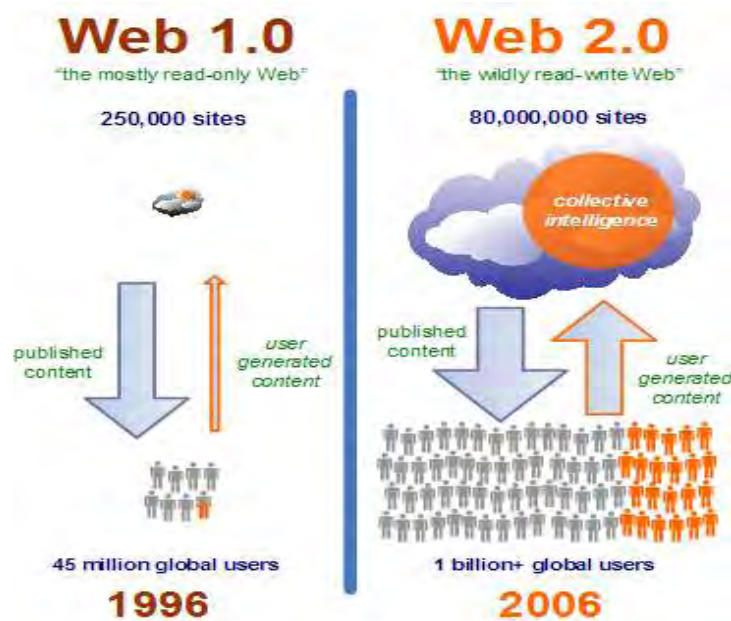 Web 1.0
"the mostly read-only Web"
250,000 sites
published
content
user
generated
content
45 million global users
1996
Web 2.0
"the wildly read-write Web"
80,000,000 sites
collective
intelligence
published
content
user
generated
content
1 billion+ global users
2006